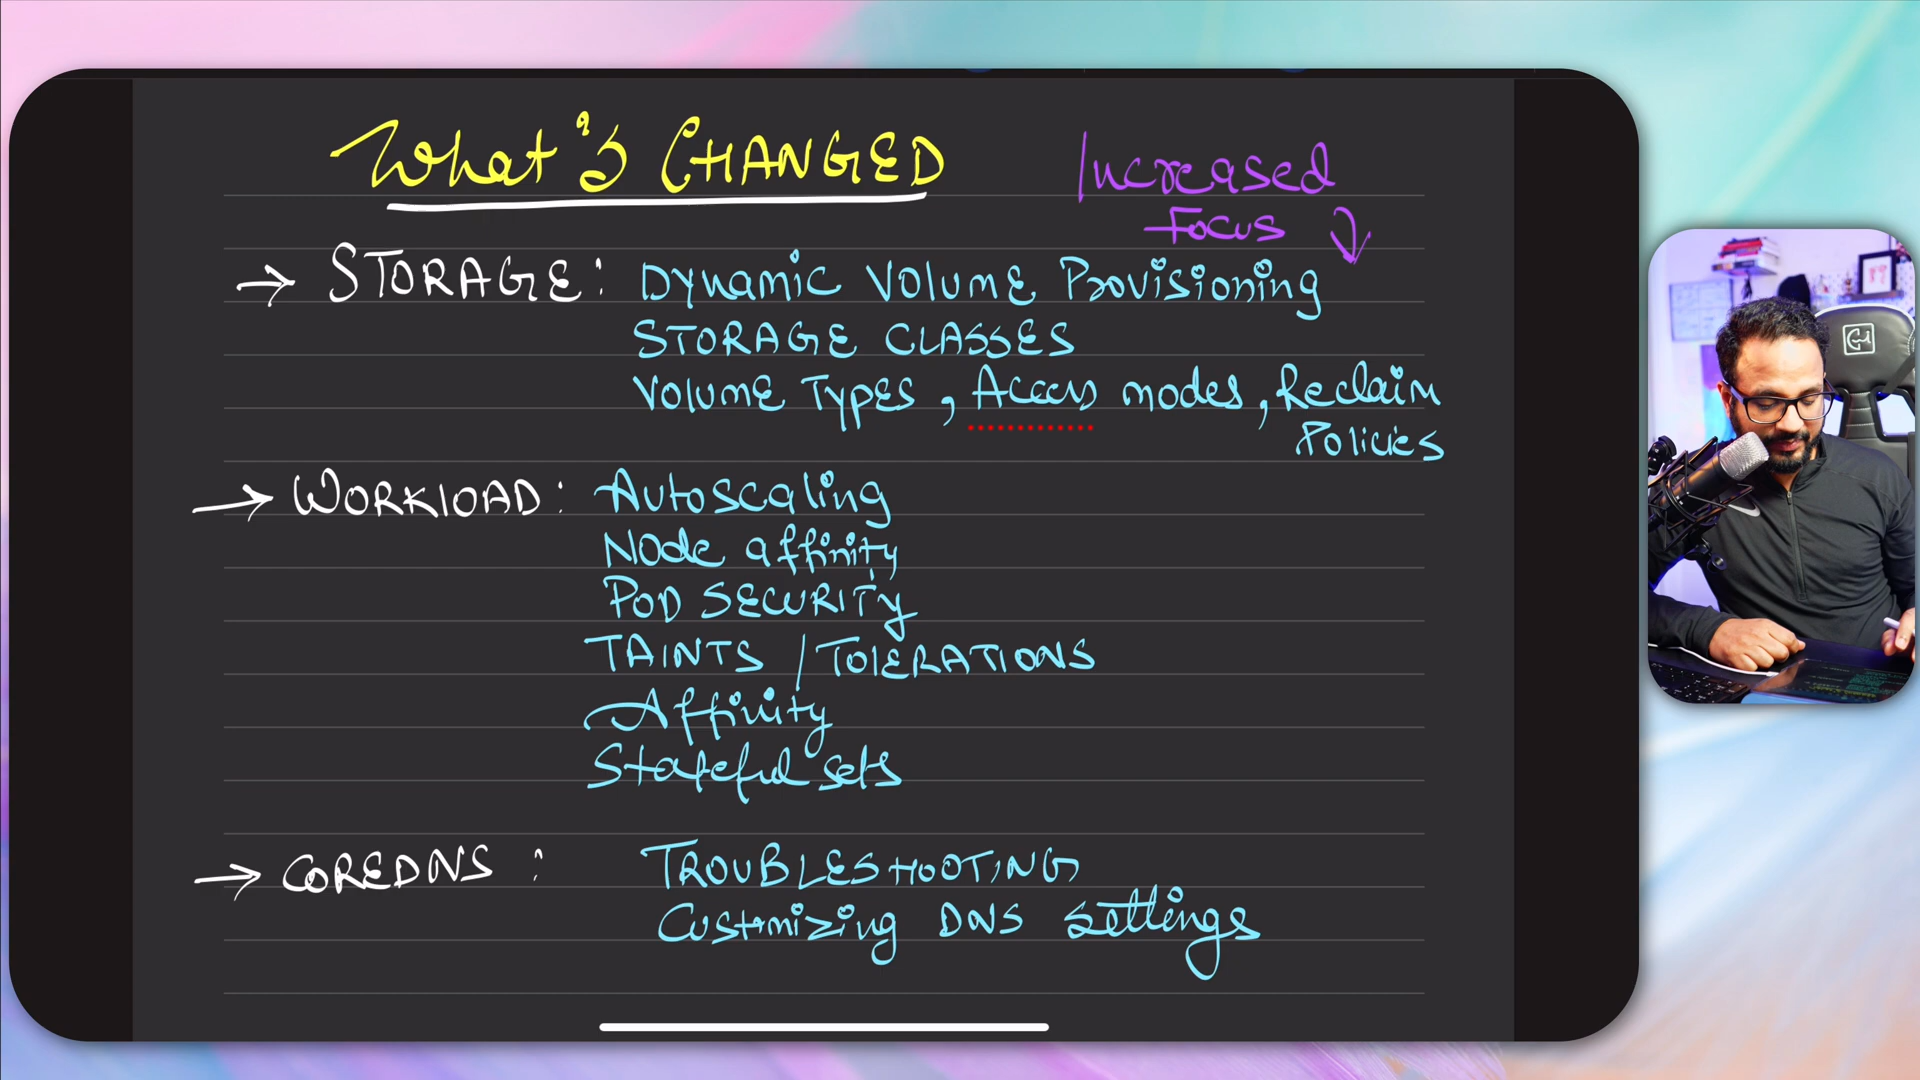 What's CHANGED
Increased
Focus
→ STORAGE: Dynamic Volume Provisioning
STORAGE CLASSES
Volume Types, Access modes, Reclaim
Policies
→ WORKLOAD: Autoscaling
Node affinity
POD SECURITY
TAINTS / TOLERATIONS
Affinity
Stateful sets
→ COREDNS : TROUBLESHOOTING
Customizing DNS settings